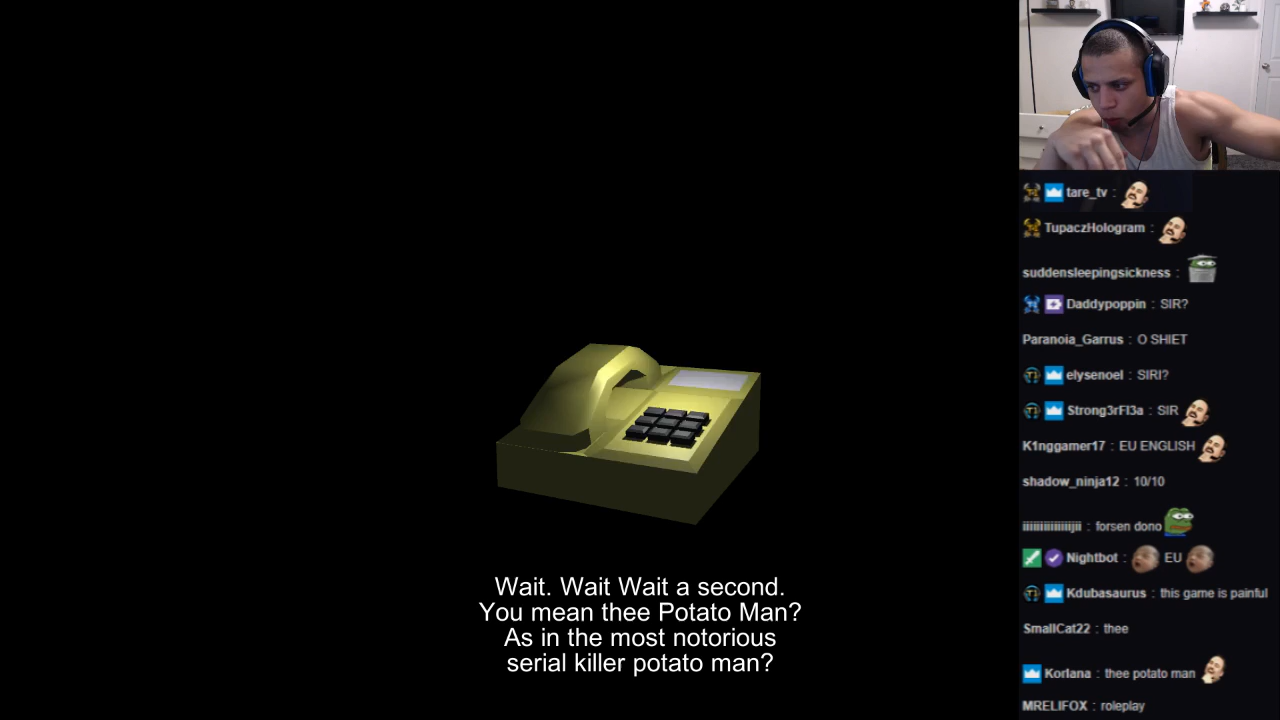 Wait. Wait Wait a second.
You mean thee Potato Man?
As in the most notorious
serial killer potato man?
tare_tv :
TupaczHologram :
suddensleepingsickness :
Daddypoppin : SIR?
Paranoia_Garrus : O SHIET
elysenoel : SIRI?
Strong3rFl3a : SIR
K1nggamer17 : EU ENGLISH
shadow_ninja12 : 10/10
: forsen dono
Nightbot : EU
Kdubasaurus : this game is painful
SmallCat22 : thee
Korlana : thee potato man
MRELIFOX : roleplay